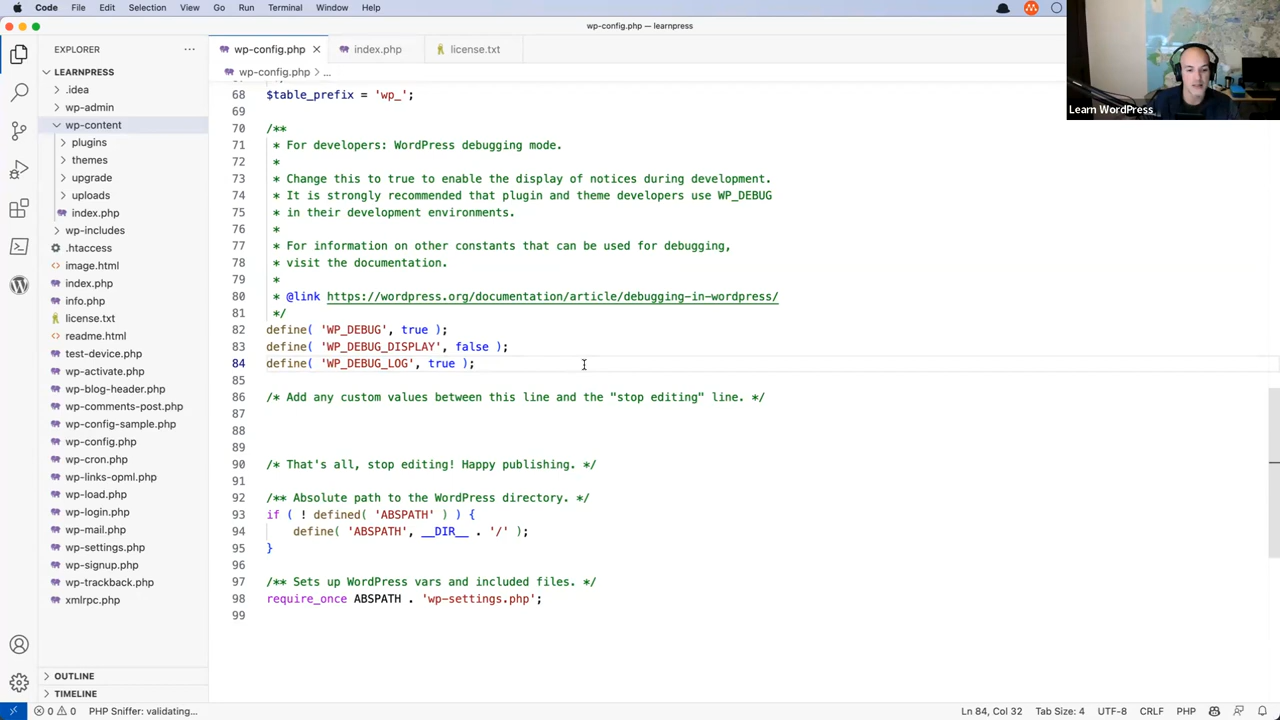 Code File Edit Selection View Go Run Terminal Window Help
wp-config.php — learnpress
EXPLORER
LEARNPRESS
.idea
wp-admin
wp-content
plugins
themes
upgrade
uploads
index.php
wp-includes
.htaccess
image.html
index.php
info.php
license.txt
readme.html
test-device.php
wp-activate.php
wp-blog-header.php
wp-comments-post.php
wp-config-sample.php
wp-config.php
wp-cron.php
wp-links-opml.php
wp-load.php
wp-login.php
wp-mail.php
wp-settings.php
wp-signup.php
wp-trackback.php
xmlrpc.php
OUTLINE
TIMELINE
wp-config.php index.php license.txt
wp-config.php > ...
68 $table_prefix = 'wp_';
69
70 /**
71 * For developers: WordPress debugging mode.
72 *
73 * Change this to true to enable the display of notices during development.
74 * It is strongly recommended that plugin and theme developers use WP_DEBUG
75 * in their development environments.
76 *
77 * For information on other constants that can be used for debugging,
78 * visit the documentation.
79 *
80 * @link https://wordpress.org/documentation/article/debugging-in-wordpress/
81 */
82 define( 'WP_DEBUG', true );
83 define( 'WP_DEBUG_DISPLAY', false );
84 define( 'WP_DEBUG_LOG', true );
85
86 /* Add any custom values between this line and the "stop editing" line. */
87
88
89
90 /* That's all, stop editing! Happy publishing. */
91
92 /** Absolute path to the WordPress directory. */
93 if ( ! defined( 'ABSPATH' ) ) {
94 define( 'ABSPATH', __DIR__ . '/' );
95 }
96
97 /** Sets up WordPress vars and included files. */
98 require_once ABSPATH . 'wp-settings.php';
99
Learn WordPress
0 0 PHP Sniffer: validating... Ln 84, Col 32 Tab Size: 4 UTF-8 CRLF PHP